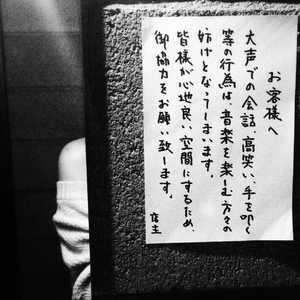 お客様へ
大声での会話、高笑い、手を叩く
等の行為は、音楽を楽しむ方々の
妨げとなってしまいます。
皆様が心地良い空間にするため、
御協力をお願い致します。
店主